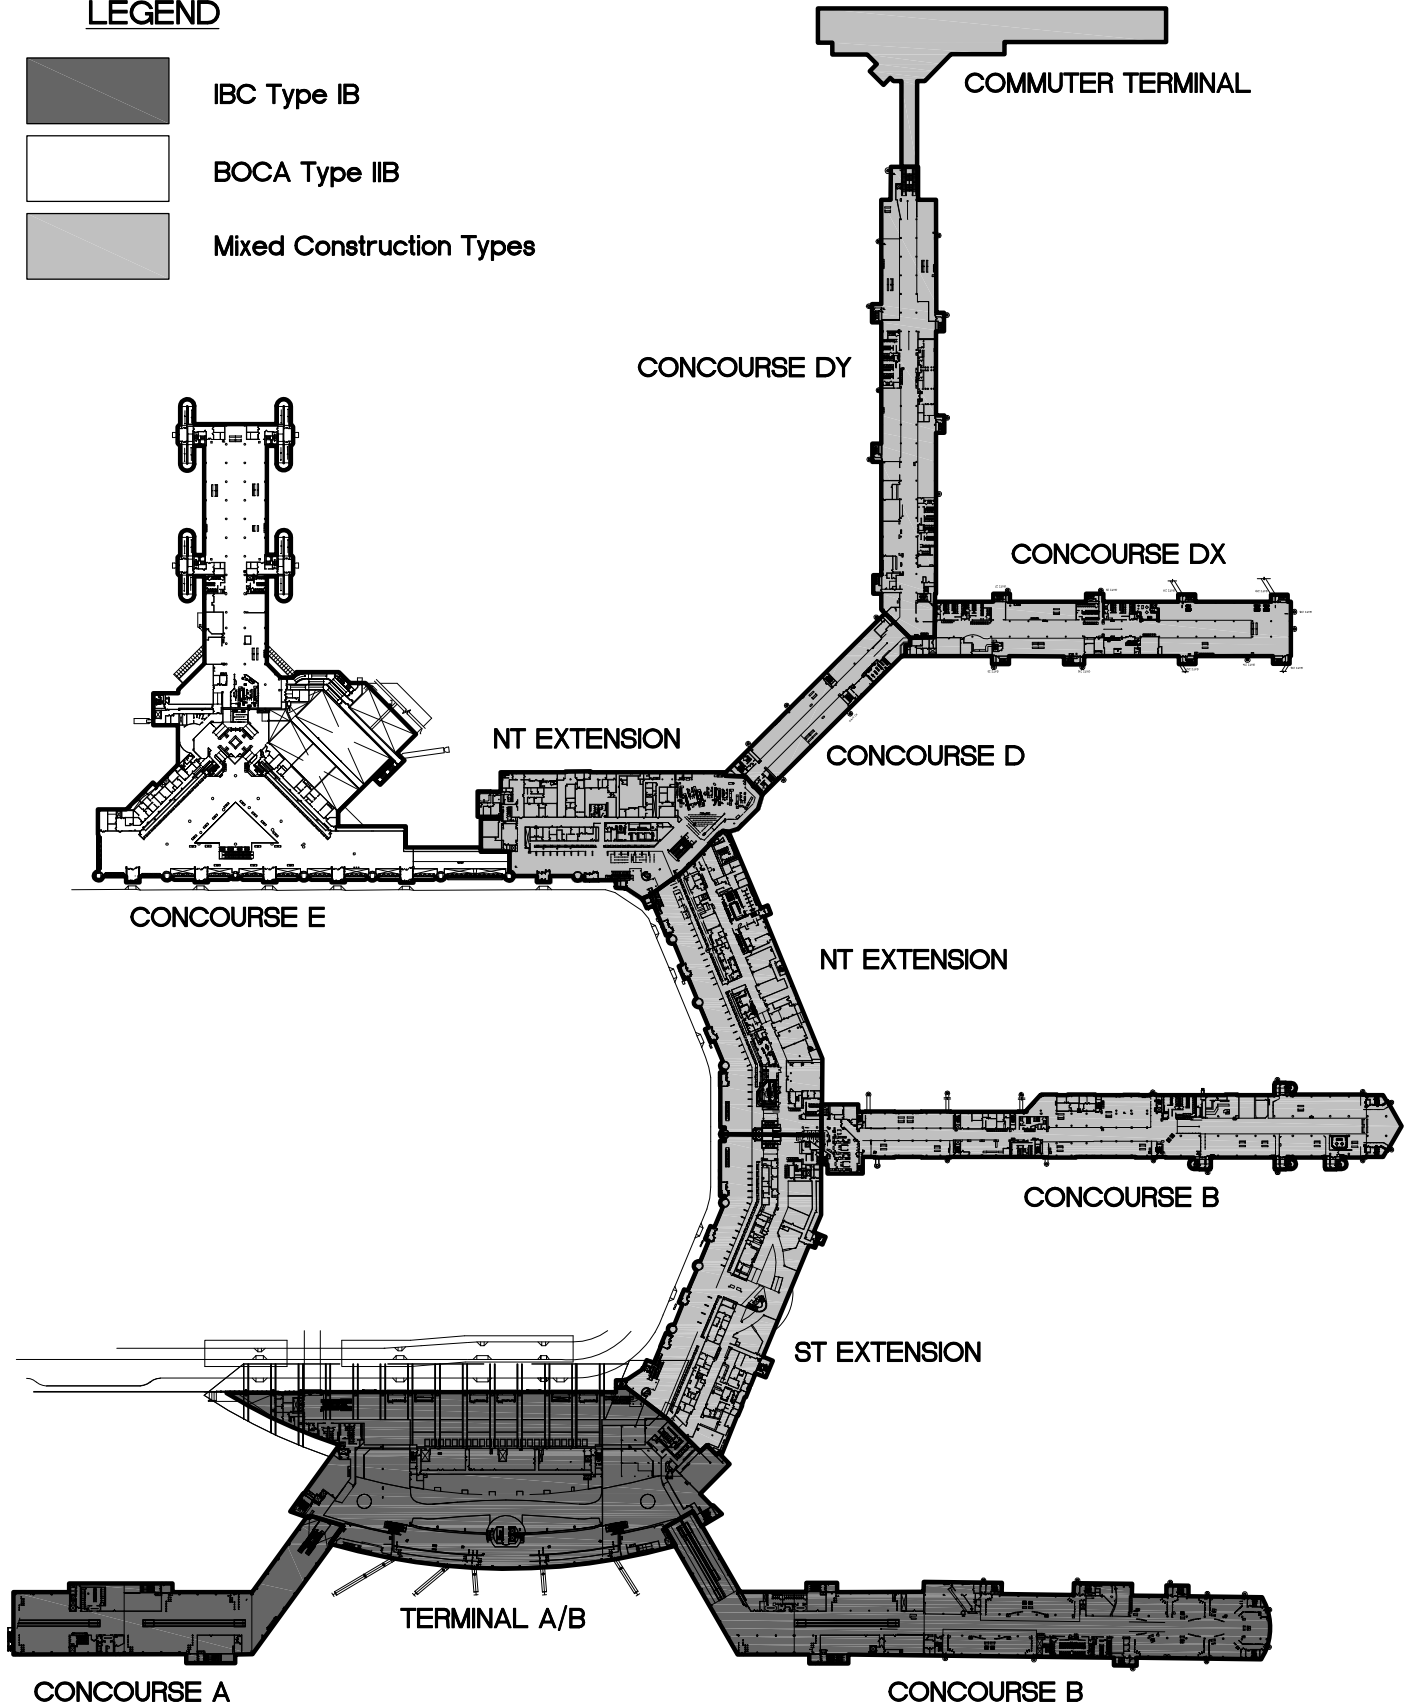 LEGEND
IBC Type IB
BOCA Type IIB
Mixed Construction Types
COMMUTER TERMINAL
CONCOURSE DY
CONCOURSE DX
NT EXTENSION
CONCOURSE D
CONCOURSE E
NT EXTENSION
CONCOURSE B
ST EXTENSION
TERMINAL A/B
CONCOURSE A
CONCOURSE B